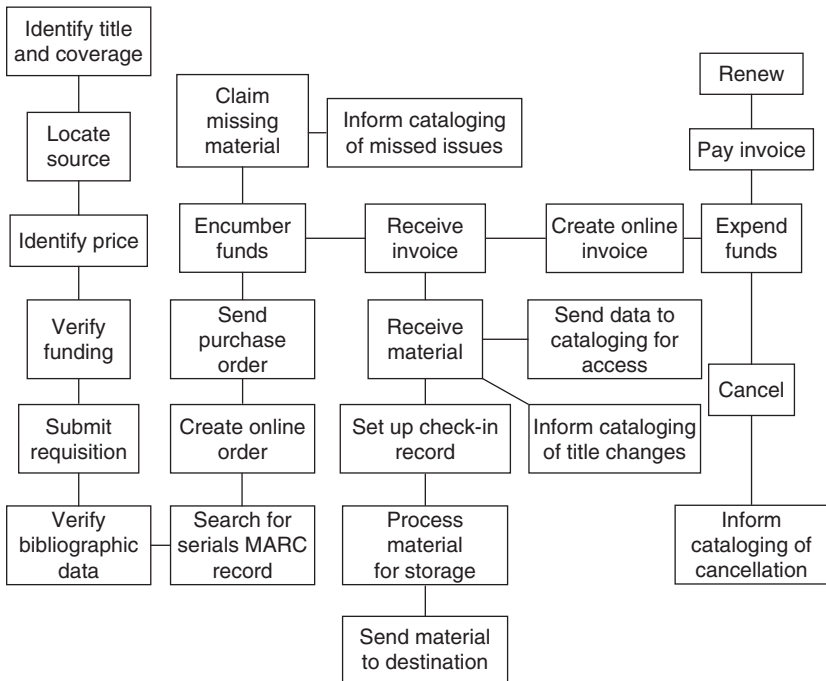 Identify title
and coverage
Locate
source
Identify price
Verify
funding
Submit
requisition
Verify
bibliographic
data
Search for
serials MARC
record
Create online
order
Send
purchase
order
Encumber
funds
Claim
missing
material
Inform cataloging
of missed issues
Receive
invoice
Receive
material
Send data to
cataloging for
access
Inform cataloging
of title changes
Set up check-in
record
Process
material
for storage
Send material
to destination
Create online
invoice
Expend
funds
Pay invoice
Renew
Cancel
Inform
cataloging of
cancellation